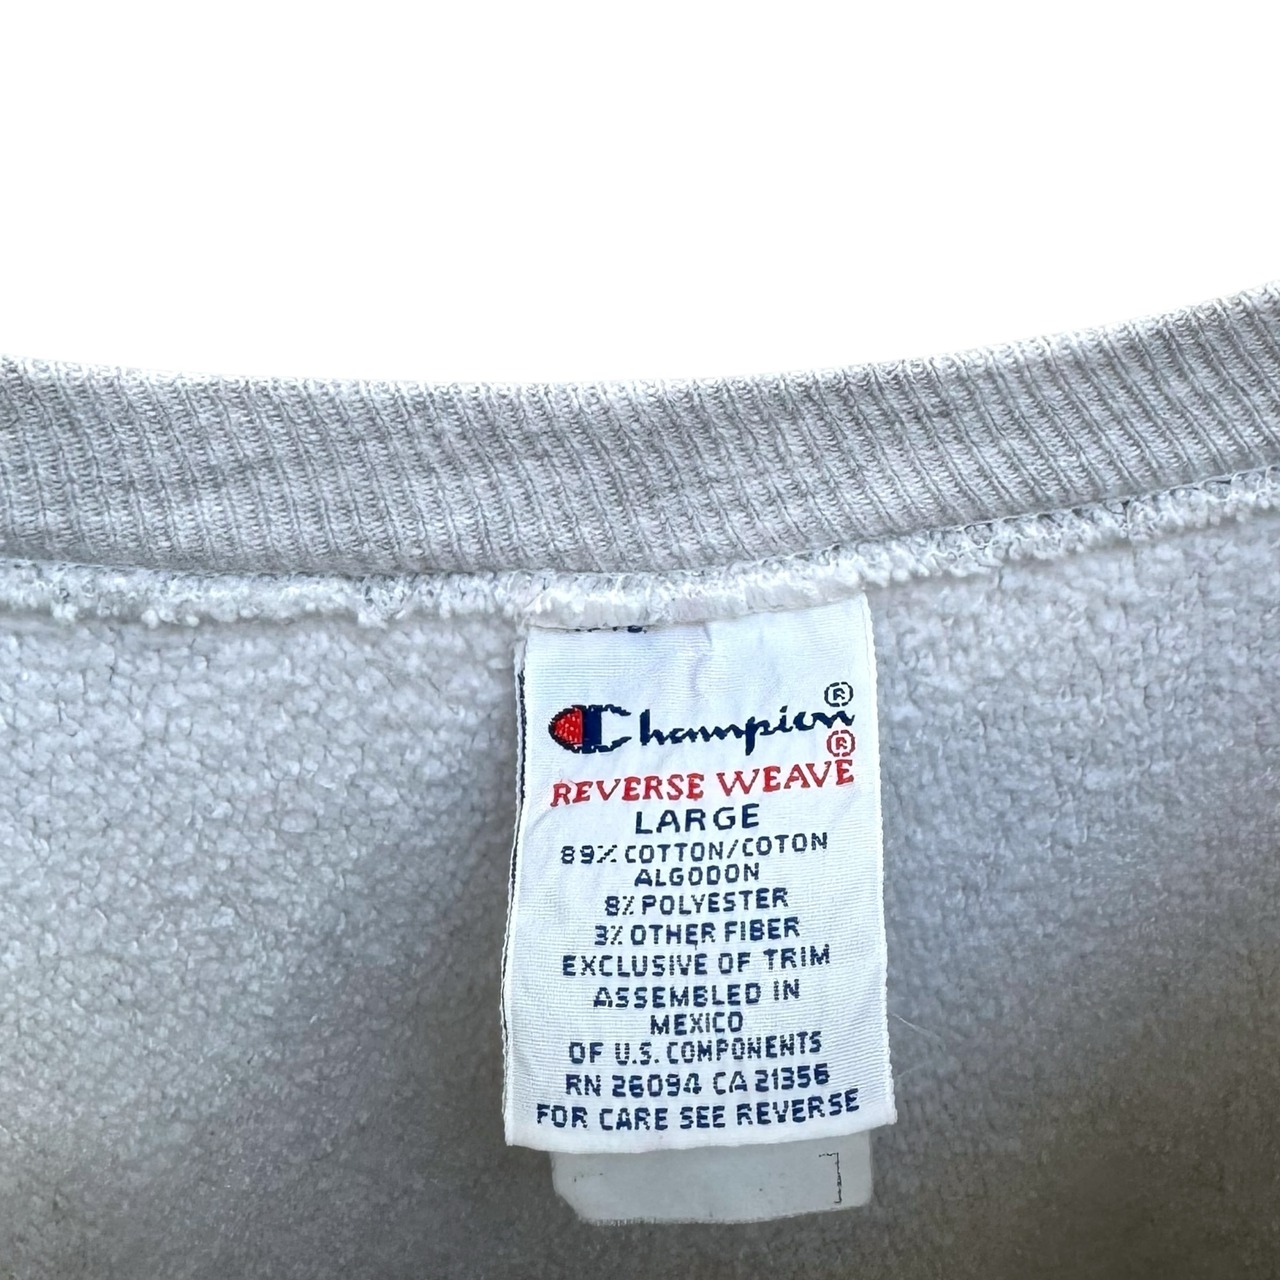 Champion®
REVERSE WEAVE®
LARGE
89% COTTON/COTON
ALGODON
8% POLYESTER
3% OTHER FIBER
EXCLUSIVE OF TRIM
ASSEMBLED IN
MEXICO
OF U.S. COMPONENTS
RN 26094 CA 21356
FOR CARE SEE REVERSE